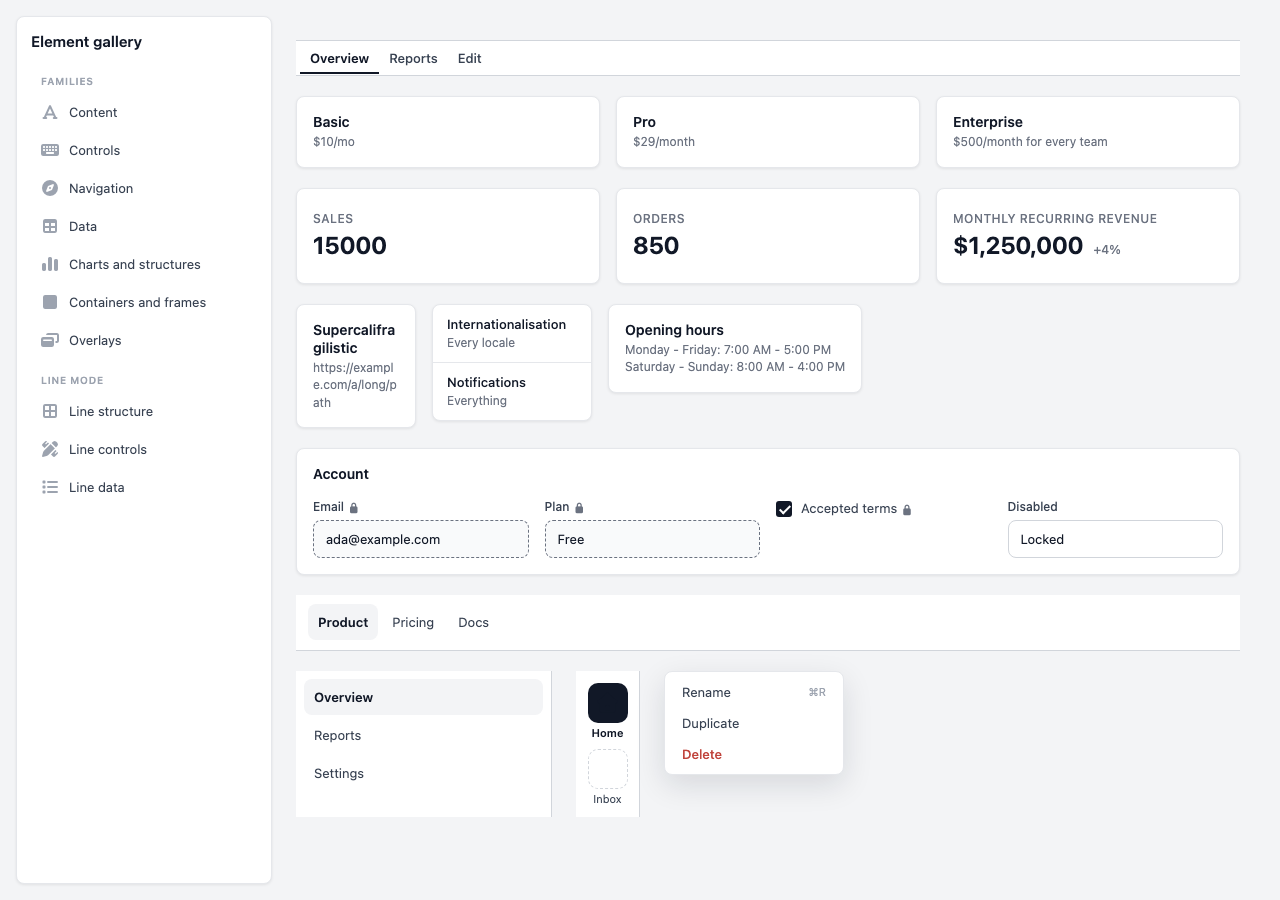 Element gallery
FAMILIES
Content
Controls
Navigation
Data
Charts and structures
Containers and frames
Overlays
LINE MODE
Line structure
Line controls
Line data
Overview Reports Edit
Basic
$10/mo
Pro
$29/month
Enterprise
$500/month for every team
SALES
15000
ORDERS
850
MONTHLY RECURRING REVENUE
$1,250,000 +4%
Supercalifra
gilistic
https://exampl
e.com/a/long/p
ath
Internationalisation
Every locale
Notifications
Everything
Opening hours
Monday - Friday: 7:00 AM - 5:00 PM
Saturday - Sunday: 8:00 AM - 4:00 PM
Account
Email
ada@example.com
Plan
Free
Accepted terms
Disabled
Locked
Product Pricing Docs
Overview
Reports
Settings
Home
Inbox
Rename ⌘R
Duplicate
Delete